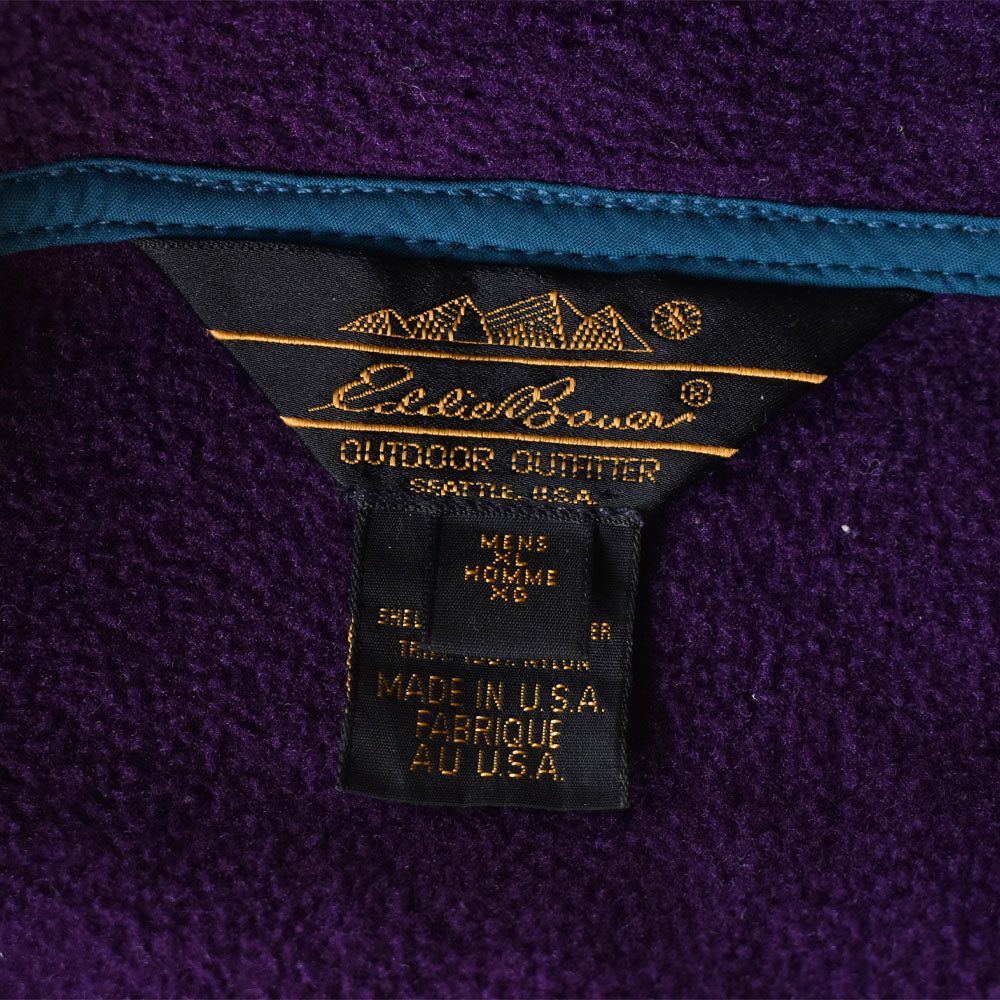 Eddie Bauer®
OUTDOOR OUTFITTER
SEATTLE, U.S.A.
MENS
XL
HOMME
XG
MADE IN U.S.A.
FABRIQUE
AU U.S.A.